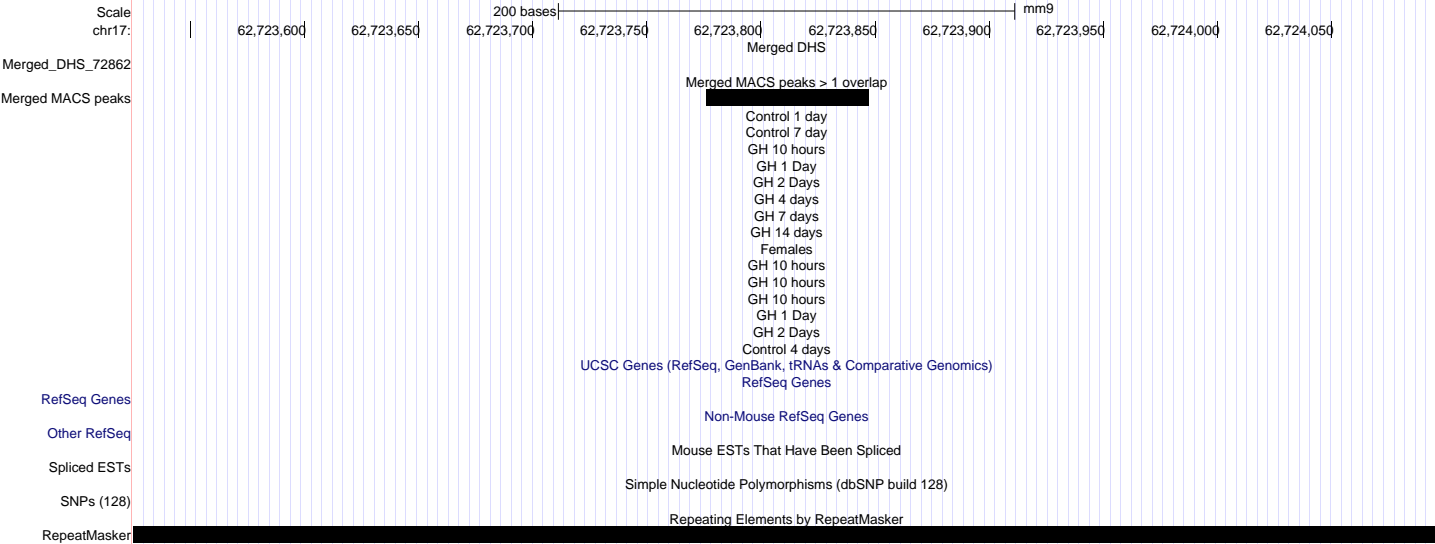 Scale 200 bases mm9
chr17: 62,723,600 62,723,650 62,723,700 62,723,750 62,723,800 62,723,850 62,723,900 62,723,950 62,724,000 62,724,050
Merged DHS
Merged_DHS_72862
Merged MACS peaks > 1 overlap
Merged MACS peaks
Control 1 day
Control 7 day
GH 10 hours
GH 1 Day
GH 2 Days
GH 4 days
GH 7 days
GH 14 days
Females
GH 10 hours
GH 10 hours
GH 10 hours
GH 1 Day
GH 2 Days
Control 4 days
UCSC Genes (RefSeq, GenBank, tRNAs & Comparative Genomics)
RefSeq Genes
RefSeq Genes
Non-Mouse RefSeq Genes
Other RefSeq
Mouse ESTs That Have Been Spliced
Spliced ESTs
Simple Nucleotide Polymorphisms (dbSNP build 128)
SNPs (128)
Repeating Elements by RepeatMasker
RepeatMasker